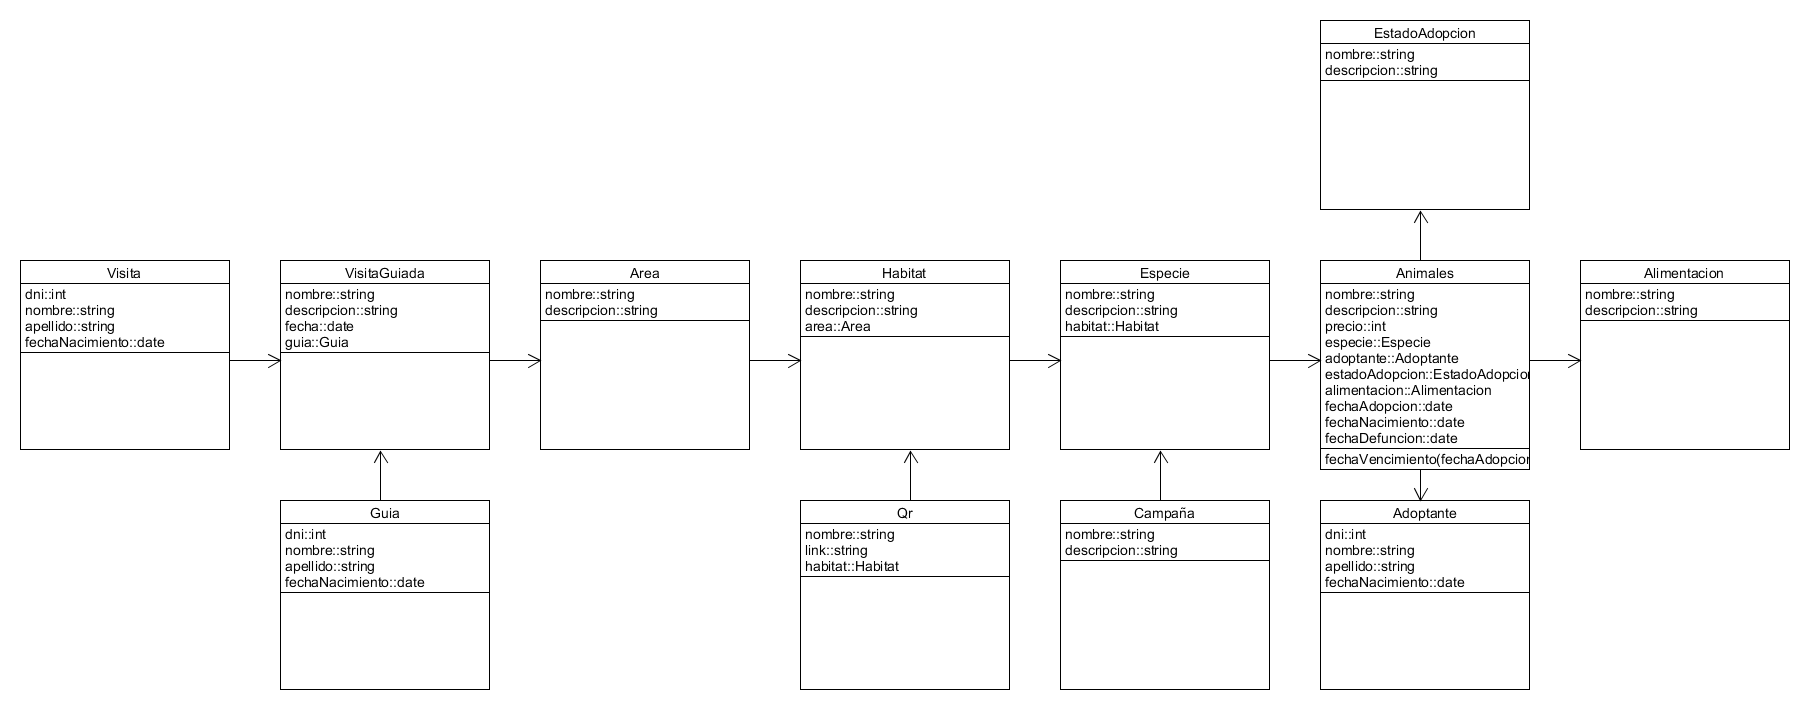 EstadoAdopcion
nombre::string
descripcion::string
Visita
dni::int
nombre::string
apellido::string
fechaNacimiento::date
VisitaGuiada
nombre::string
descripcion::string
fecha::date
guia::Guia
Area
nombre::string
descripcion::string
Habitat
nombre::string
descripcion::string
area::Area
Especie
nombre::string
descripcion::string
habitat::Habitat
Animales
nombre::string
descripcion::string
precio::int
especie::Especie
adoptante::Adoptante
estadoAdopcion::EstadoAdopcion
alimentacion::Alimentacion
fechaAdopcion::date
fechaNacimiento::date
fechaDefuncion::date
fechaVencimiento(fechaAdopcion
Alimentacion
nombre::string
descripcion::string
Guia
dni::int
nombre::string
apellido::string
fechaNacimiento::date
Qr
nombre::string
link::string
habitat::Habitat
Campaña
nombre::string
descripcion::string
Adoptante
dni::int
nombre::string
apellido::string
fechaNacimiento::date